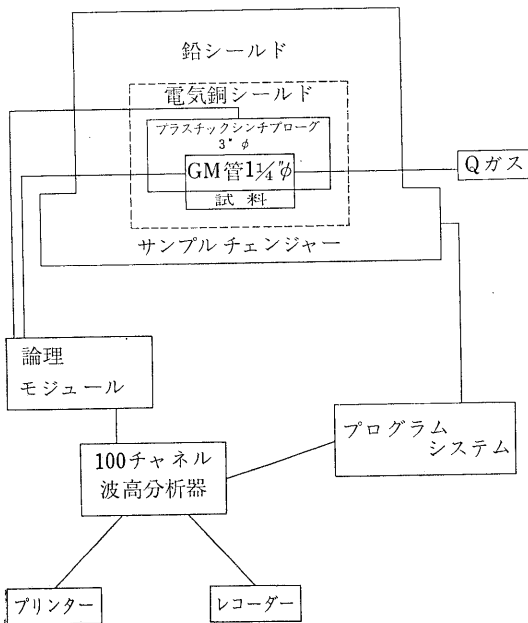 鉛シールド
電気銅シールド
プラスチックシンチプローグ
3″φ
GM管1¼″φ
試料
Qガス
サンプルチェンジャー
論理
モジュール
プログラム
システム
100チャネル
波高分析器
プリンター
レコーダー